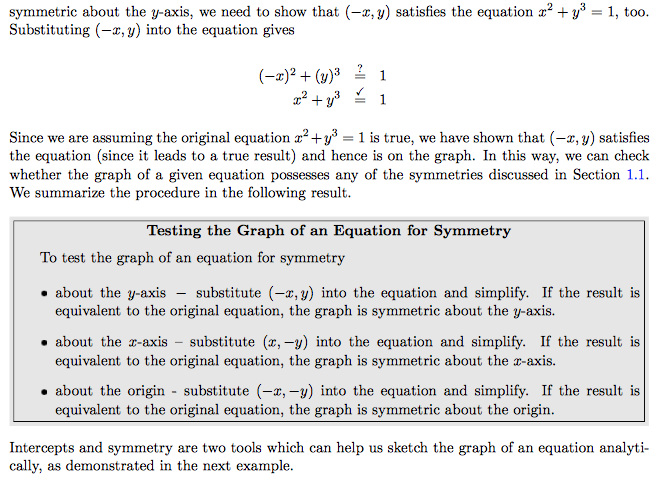 symmetric about the y-axis, we need to show that (−x, y) satisfies the equation x² + y³ = 1, too.
Substituting (−x, y) into the equation gives
(−x)² + (y)³ ≟ 1
x² + y³ =✓ 1
Since we are assuming the original equation x² + y³ = 1 is true, we have shown that (−x, y) satisfies
the equation (since it leads to a true result) and hence is on the graph. In this way, we can check
whether the graph of a given equation possesses any of the symmetries discussed in Section 1.1.
We summarize the procedure in the following result.
Testing the Graph of an Equation for Symmetry
To test the graph of an equation for symmetry
• about the y-axis – substitute (−x, y) into the equation and simplify. If the result is
equivalent to the original equation, the graph is symmetric about the y-axis.
• about the x-axis – substitute (x, −y) into the equation and simplify. If the result is
equivalent to the original equation, the graph is symmetric about the x-axis.
• about the origin - substitute (−x, −y) into the equation and simplify. If the result is
equivalent to the original equation, the graph is symmetric about the origin.
Intercepts and symmetry are two tools which can help us sketch the graph of an equation analyti-
cally, as demonstrated in the next example.